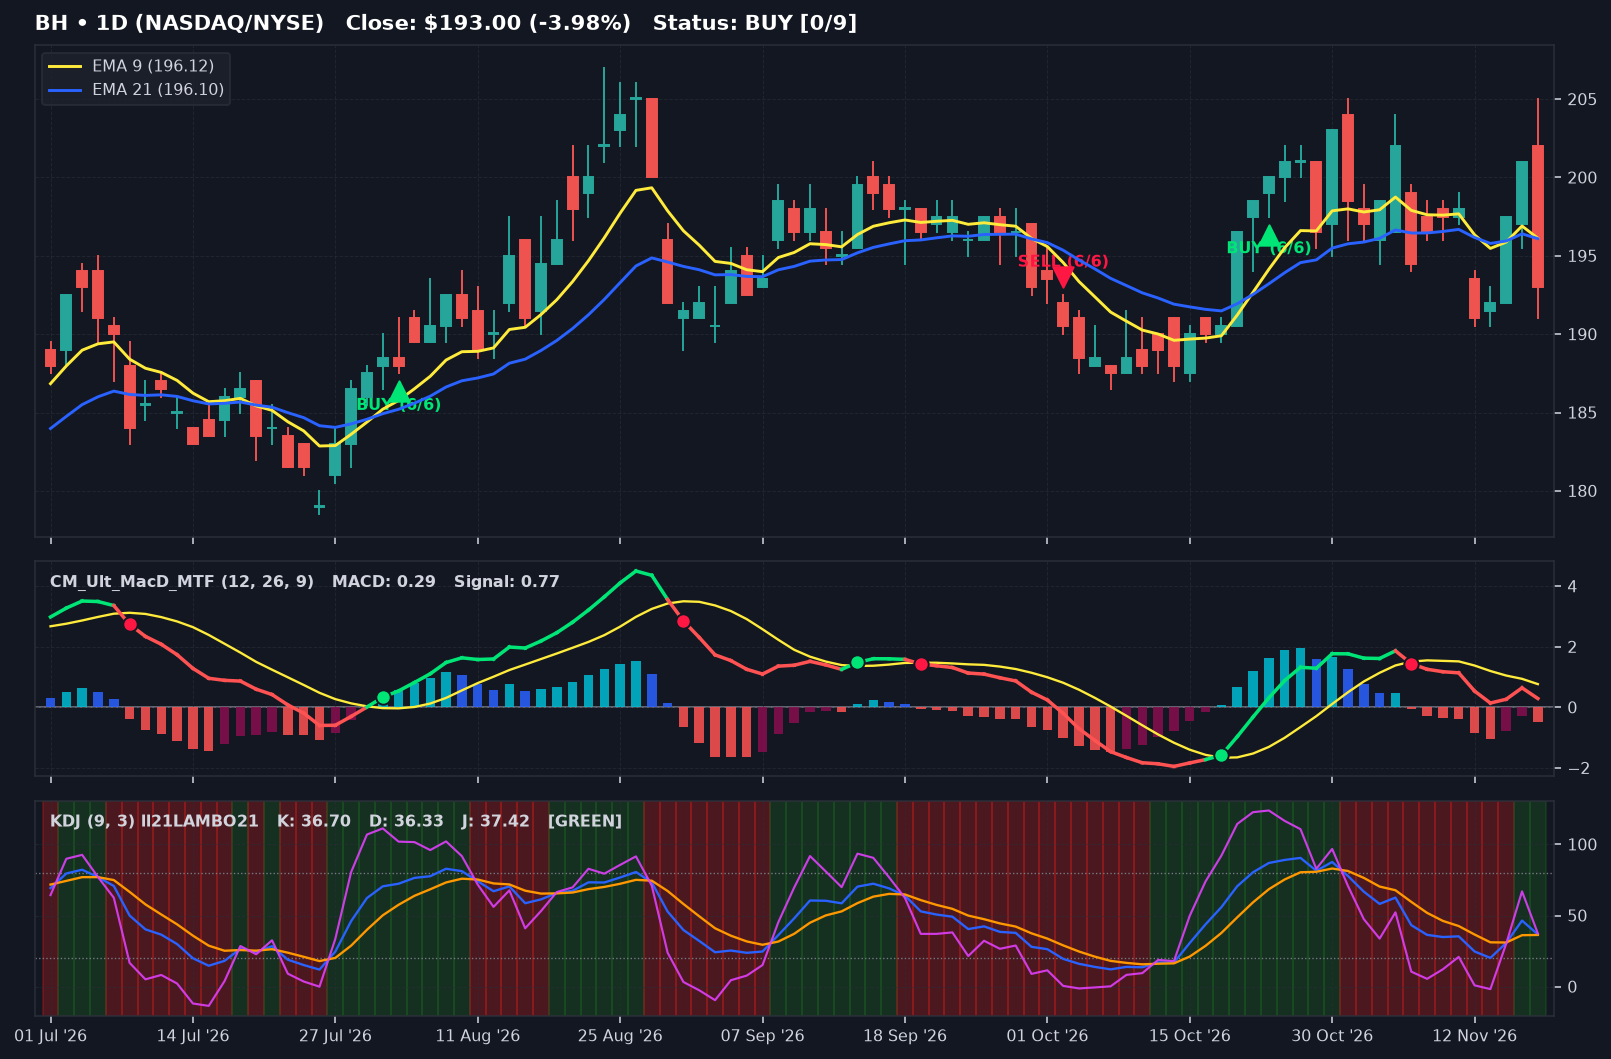 BH • 1D (NASDAQ/NYSE)   Close: $193.00 (-3.98%)   Status: BUY [0/9]
EMA 9 (196.12)
EMA 21 (196.10)
205
200
195
190
185
180
BUY (6/6)
SELL (6/6)
BUY (6/6)
CM_Ult_MacD_MTF (12, 26, 9)   MACD: 0.29   Signal: 0.77
4
2
0
−2
KDJ (9, 3) II21LAMBO21   K: 36.70   D: 36.33   J: 37.42   [GREEN]
100
50
0
01 Jul '26
14 Jul '26
27 Jul '26
11 Aug '26
25 Aug '26
07 Sep '26
18 Sep '26
01 Oct '26
15 Oct '26
30 Oct '26
12 Nov '26